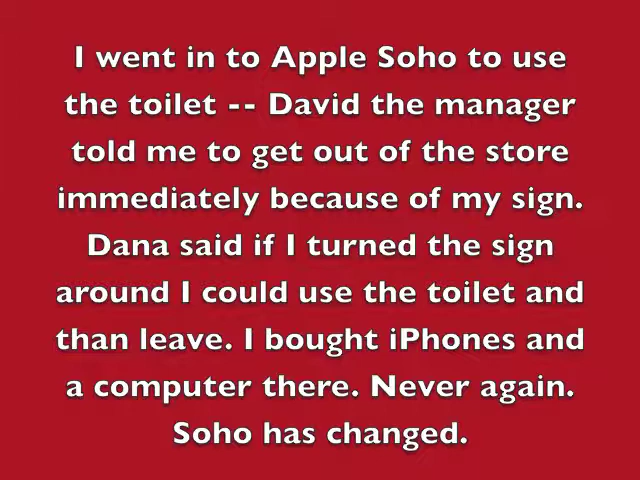 I went in to Apple Soho to use
the toilet -- David the manager
told me to get out of the store
immediately because of my sign.
Dana said if I turned the sign
around I could use the toilet and
than leave. I bought iPhones and
a computer there. Never again.
Soho has changed.